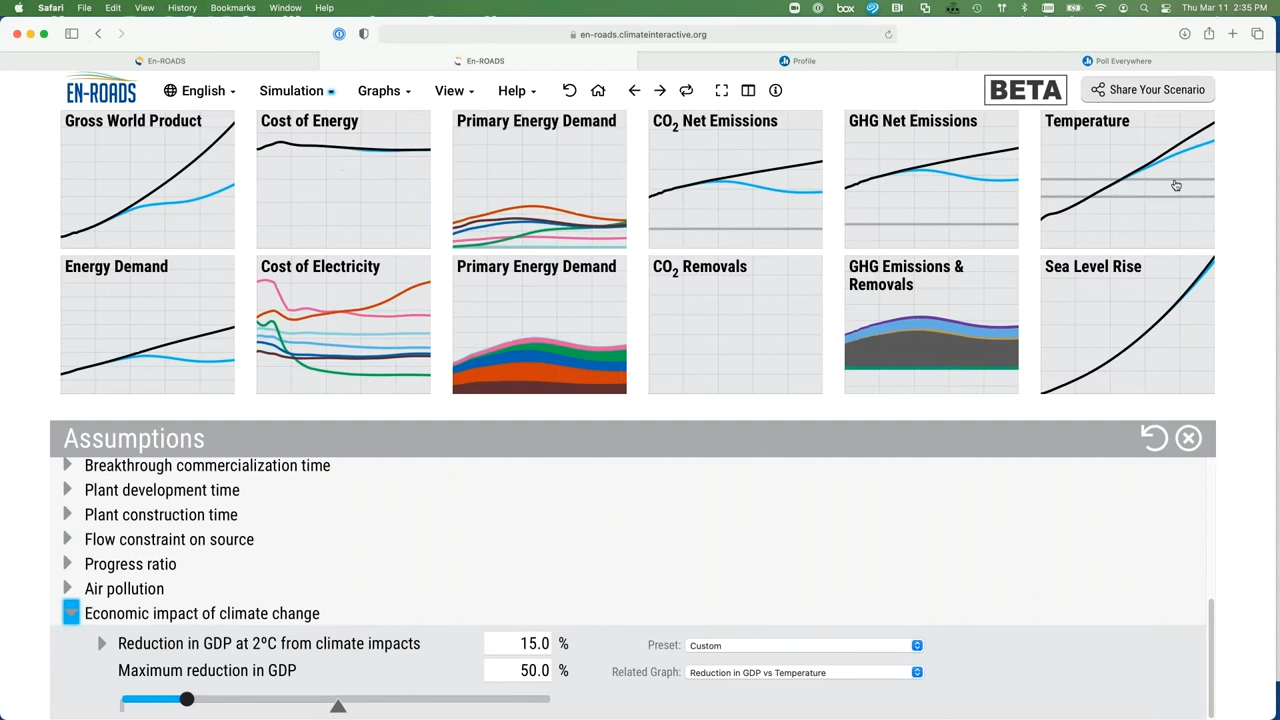 Safari File Edit View History Bookmarks Window Help box Thu Mar 11 2:35 PM
en-roads.climateinteractive.org
En-ROADS En-ROADS Profile Poll Everywhere
EN-ROADS English Simulation Graphs View Help BETA Share Your Scenario
Gross World Product Cost of Energy Primary Energy Demand CO2 Net Emissions GHG Net Emissions Temperature
Energy Demand Cost of Electricity Primary Energy Demand CO2 Removals GHG Emissions & Sea Level Rise
Removals
Assumptions
Breakthrough commercialization time
Plant development time
Plant construction time
Flow constraint on source
Progress ratio
Air pollution
Economic impact of climate change
Reduction in GDP at 2ºC from climate impacts 15.0 % Preset: Custom
Maximum reduction in GDP 50.0 % Related Graph: Reduction in GDP vs Temperature